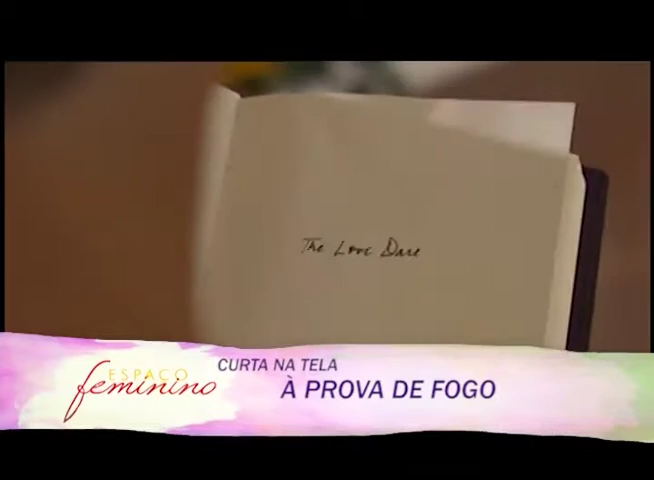 The Love Dare
CURTA NA TELA
ESPAÇO
feminino
À PROVA DE FOGO